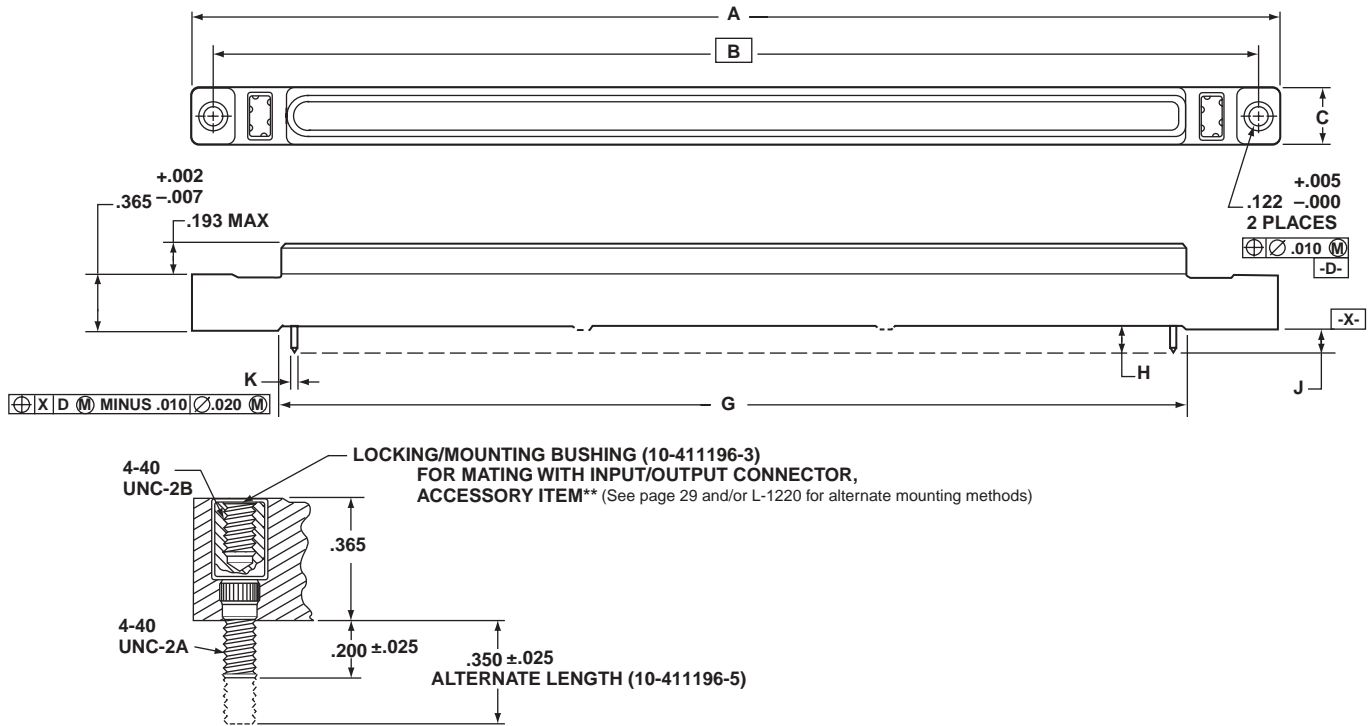 A
B
C
+.002
.365 –.007
.193 MAX
+.005
.122 –.000
2 PLACES
⌖ ∅ .010 Ⓜ
-D-
-X-
K
H
J
⌖ X D Ⓜ MINUS .010 ∅.020 Ⓜ
G
LOCKING/MOUNTING BUSHING (10-411196-3)
FOR MATING WITH INPUT/OUTPUT CONNECTOR,
ACCESSORY ITEM** (See page 29 and/or L-1220 for alternate mounting methods)
4-40
UNC-2B
.365
4-40
UNC-2A
.200 ±.025
.350 ±.025
ALTERNATE LENGTH (10-411196-5)